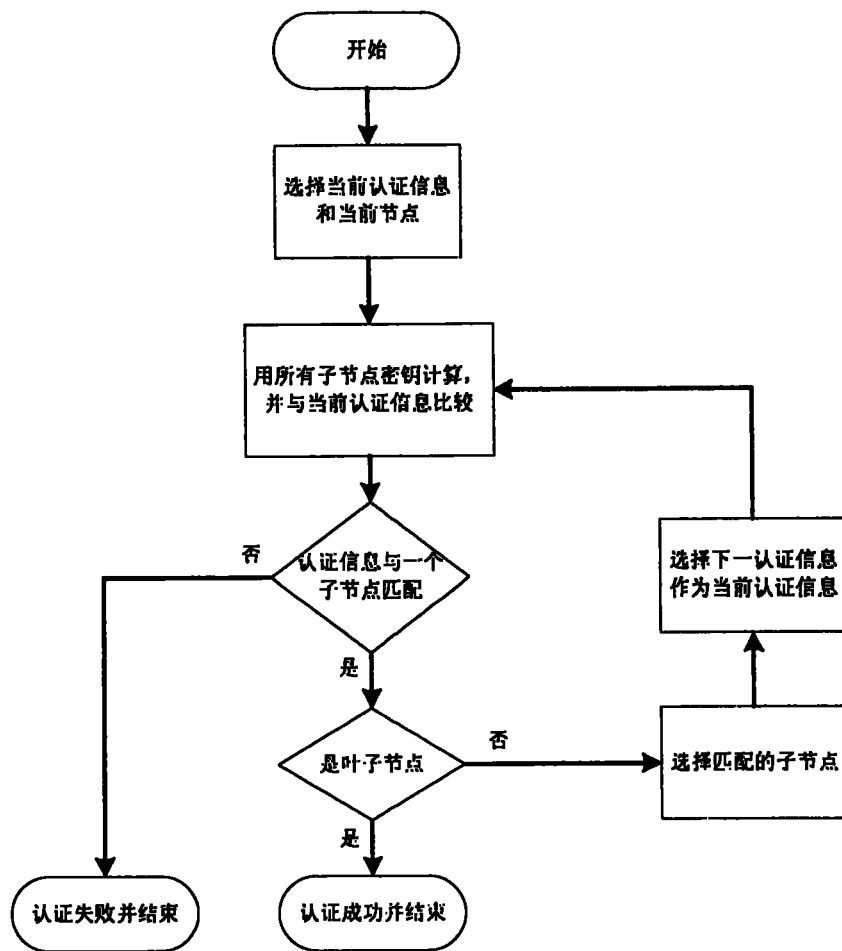 开始
选择当前认证信息
和当前节点
用所有子节点密钥计算，
并与当前认证信息比较
否
认证信息与一个
子节点匹配
选择下一认证信息
作为当前认证信息
是
是叶子节点
否
选择匹配的子节点
是
认证失败并结束
认证成功并结束